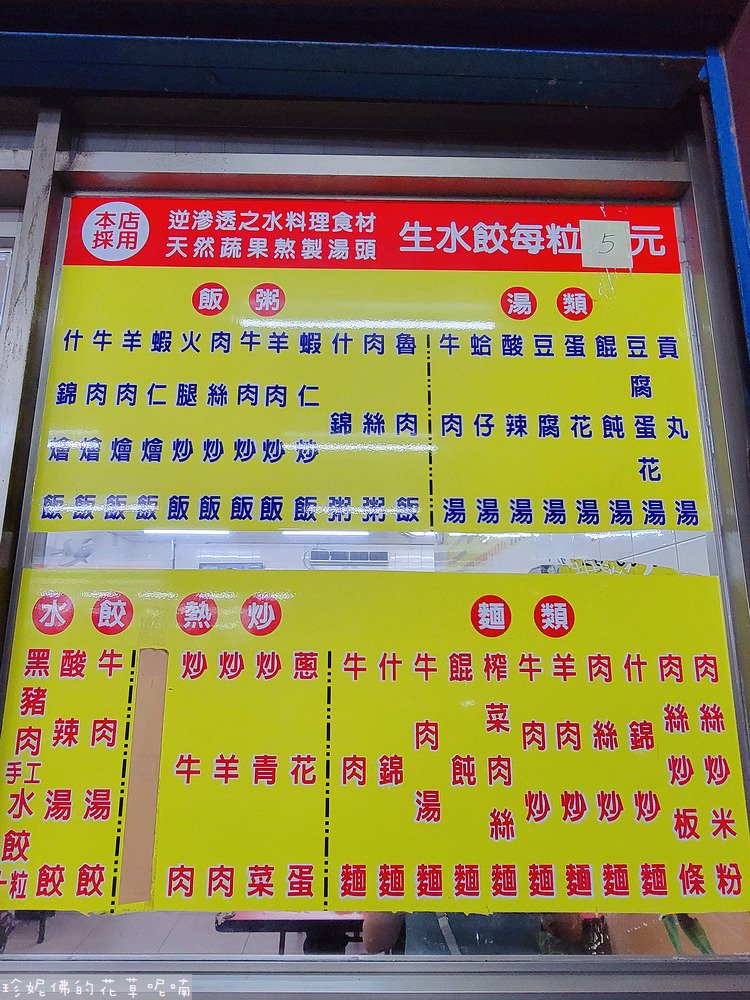 本店採用
逆滲透之水料理食材
天然蔬果熬製湯頭
生水餃每粒5元
湯類
貢丸湯
豆腐蛋花湯
餛飩湯
蛋花湯
豆腐湯
酸辣湯
蛤仔湯
牛肉湯
飯粥
魯肉飯
肉絲粥
什錦粥
蝦仁炒飯
羊肉炒飯
牛肉炒飯
肉絲炒飯
火腿炒飯
蝦仁燴飯
羊肉燴飯
牛肉燴飯
什錦燴飯
麵類
肉絲炒米粉
肉絲炒板條
什錦炒麵
肉絲炒麵
羊肉炒麵
牛肉炒麵
榨菜肉絲麵
餛飩麵
牛肉湯麵
什錦麵
牛肉麵
熱炒
蔥花蛋
炒青菜
炒羊肉
炒牛肉
水餃
牛肉湯餃
酸辣湯餃
黑豬肉手工水餃十粒
珍妮佛的花草呢喃